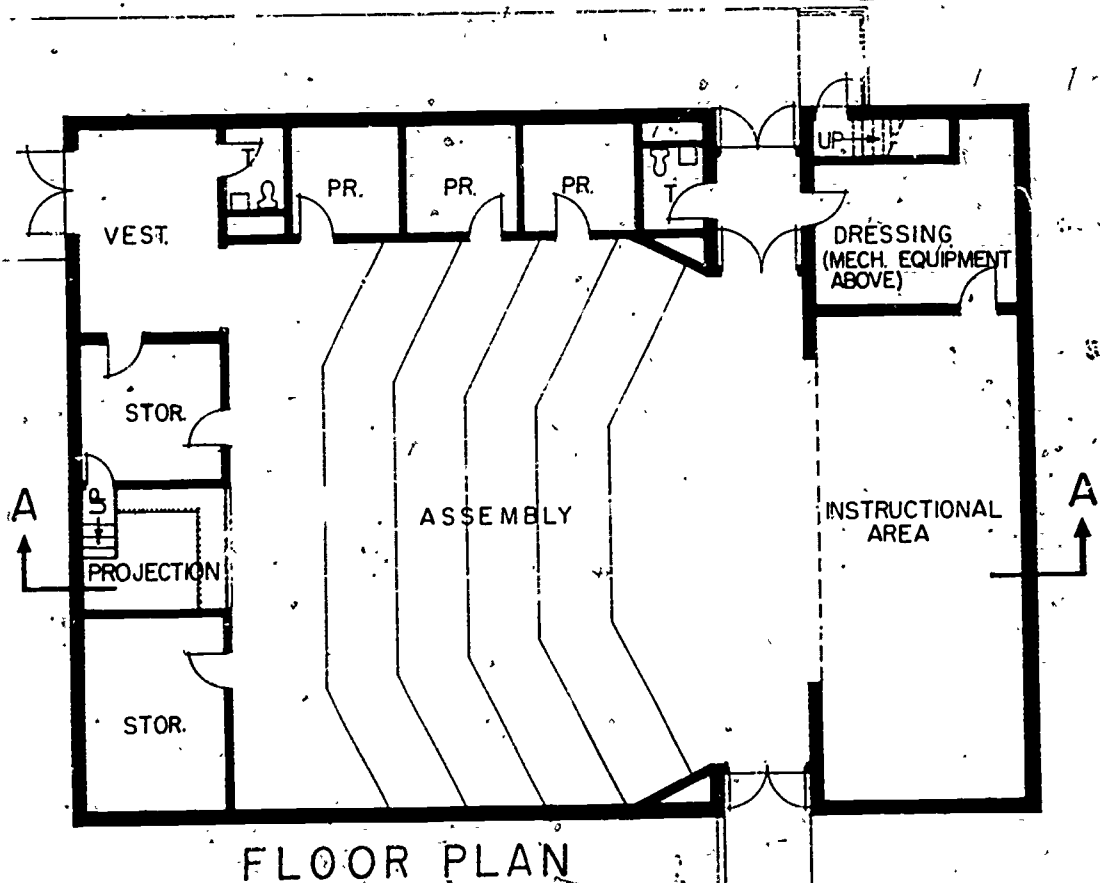 UP
T
PR.
PR.
PR.
T
VEST.
DRESSING
(MECH. EQUIPMENT
ABOVE)
STOR.
UP
A
A
ASSEMBLY
INSTRUCTIONAL
AREA
PROJECTION
STOR.
FLOOR PLAN